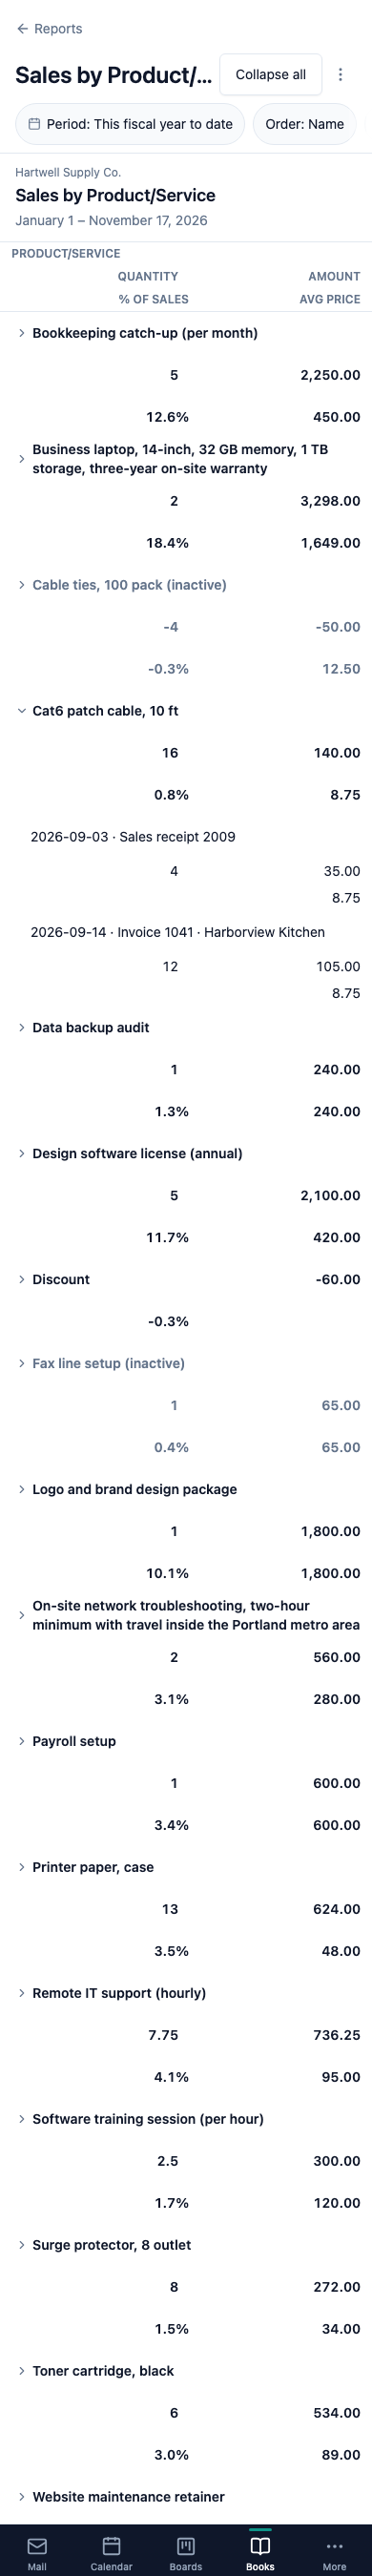 Reports
Sales by Product/...
Collapse all
Period: This fiscal year to date
Order: Name
Hartwell Supply Co.
Sales by Product/Service
January 1 – November 17, 2026
PRODUCT/SERVICE
QUANTITY AMOUNT
% OF SALES AVG PRICE
Bookkeeping catch-up (per month)
5 2,250.00
12.6% 450.00
Business laptop, 14-inch, 32 GB memory, 1 TB
storage, three-year on-site warranty
2 3,298.00
18.4% 1,649.00
Cable ties, 100 pack (inactive)
-4 -50.00
-0.3% 12.50
Cat6 patch cable, 10 ft
16 140.00
0.8% 8.75
2026-09-03 · Sales receipt 2009
4 35.00
8.75
2026-09-14 · Invoice 1041 · Harborview Kitchen
12 105.00
8.75
Data backup audit
1 240.00
1.3% 240.00
Design software license (annual)
5 2,100.00
11.7% 420.00
Discount -60.00
-0.3%
Fax line setup (inactive)
1 65.00
0.4% 65.00
Logo and brand design package
1 1,800.00
10.1% 1,800.00
On-site network troubleshooting, two-hour
minimum with travel inside the Portland metro area
2 560.00
3.1% 280.00
Payroll setup
1 600.00
3.4% 600.00
Printer paper, case
13 624.00
3.5% 48.00
Remote IT support (hourly)
7.75 736.25
4.1% 95.00
Software training session (per hour)
2.5 300.00
1.7% 120.00
Surge protector, 8 outlet
8 272.00
1.5% 34.00
Toner cartridge, black
6 534.00
3.0% 89.00
Website maintenance retainer
Mail
Calendar
Boards
Books
More